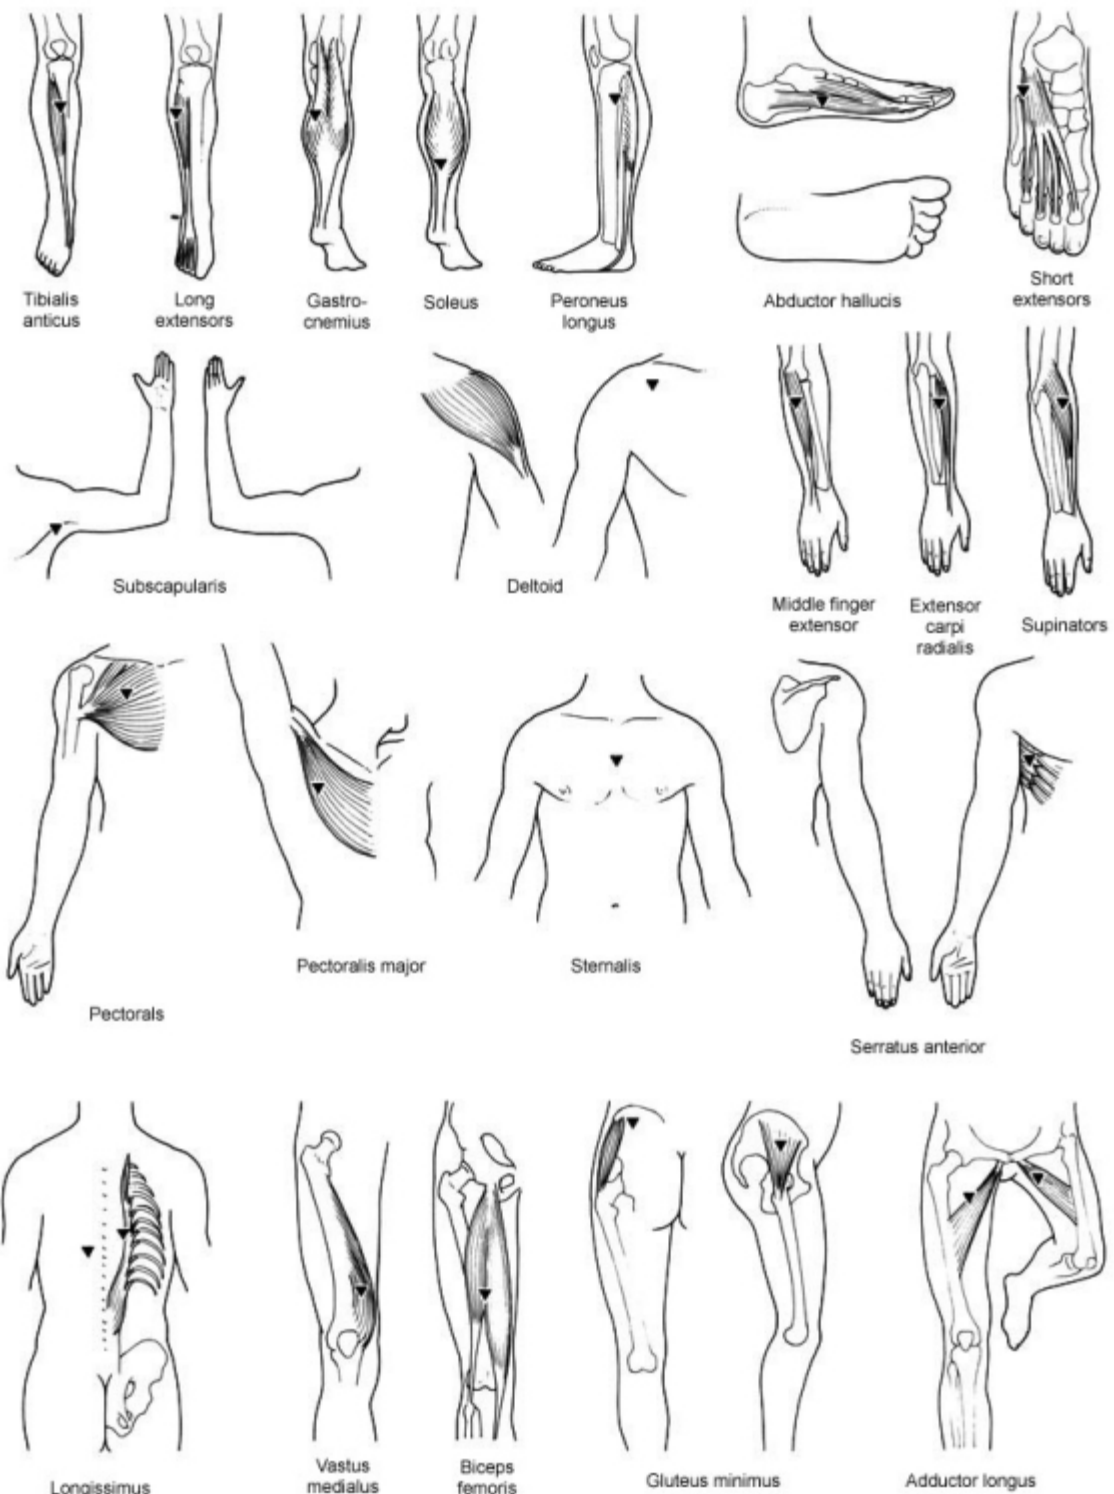 Tibialis
anticus
Long
extensors
Gastro-
cnemius
Soleus
Peroneus
longus
Abductor hallucis
Short
extensors
Subscapularis
Deltoid
Middle finger
extensor
Extensor
carpi
radialis
Supinators
Pectorals
Pectoralis major
Sternalis
Serratus anterior
Longissimus
Vastus
medialus
Biceps
femoris
Gluteus minimus
Adductor longus